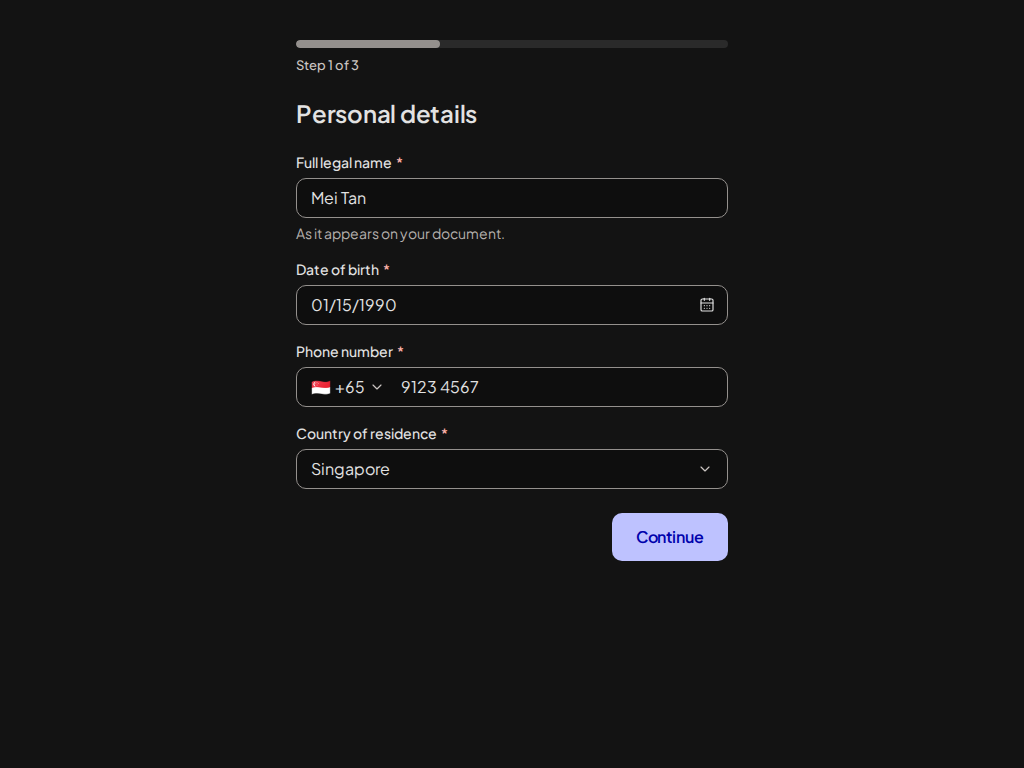 Step 1 of 3
Personal details
Full legal name *
Mei Tan
As it appears on your document.
Date of birth *
01/15/1990
Phone number *
+65 9123 4567
Country of residence *
Singapore
Continue